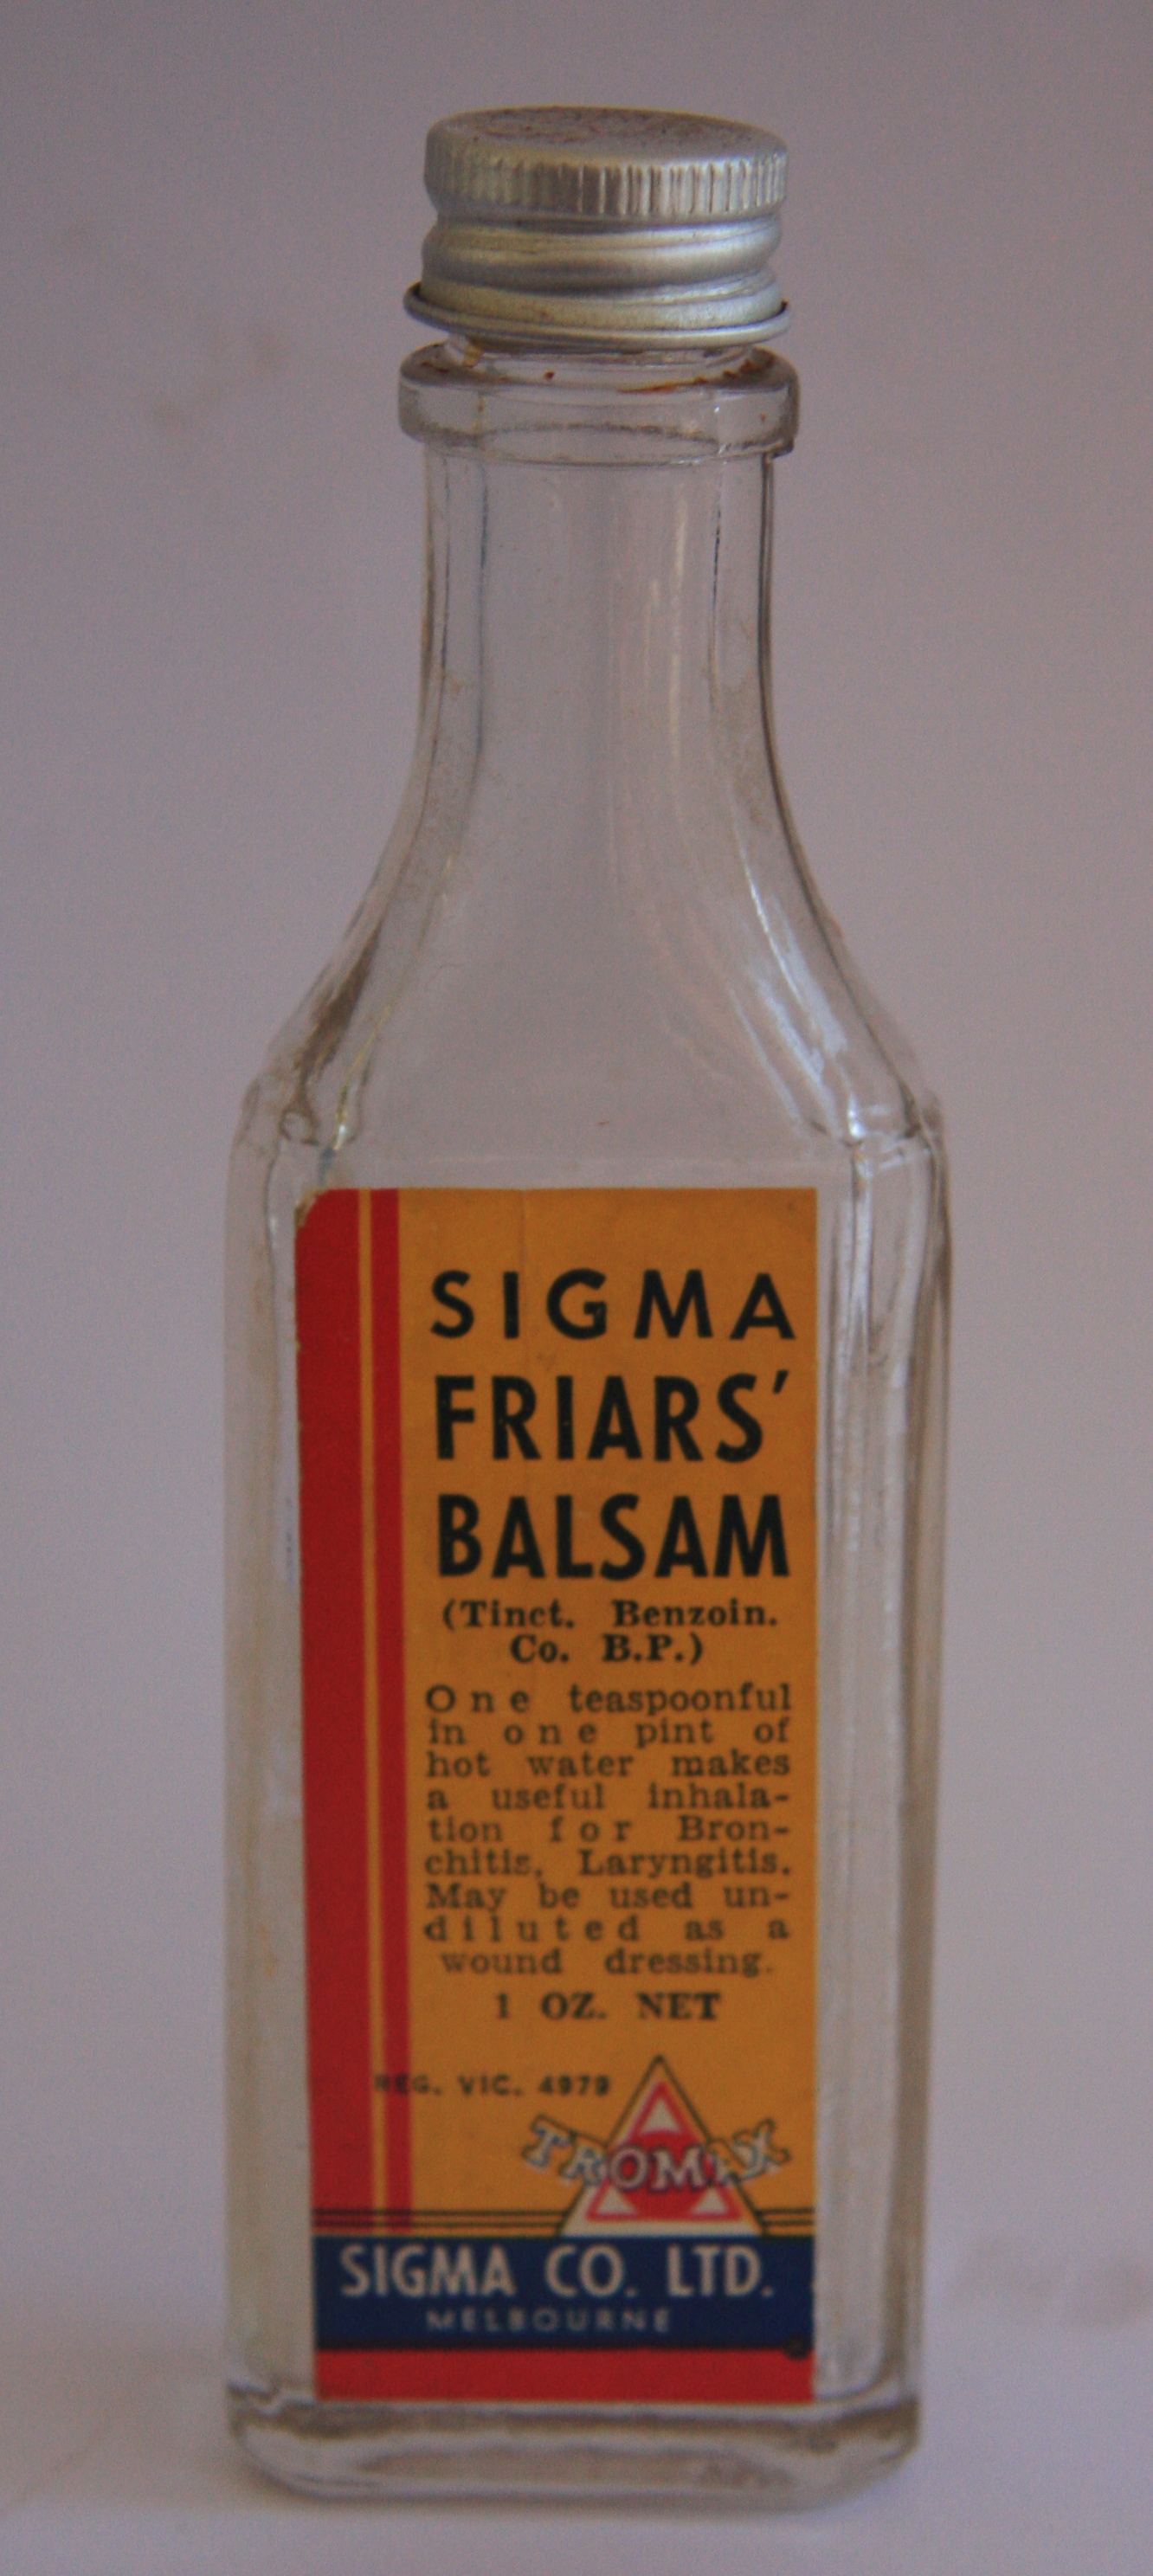 SIGMA
FRIARS'
BALSAM
(Tinct. Benzoin.
Co. B.P.)
One teaspoonful
in one pint of
hot water makes
a useful inhala-
tion for Bron-
chitis, Laryngitis.
May be used un-
diluted as a
wound dressing.
1 OZ. NET
REG. VIC. 4979
TROMAX
SIGMA CO. LTD.
MELBOURNE